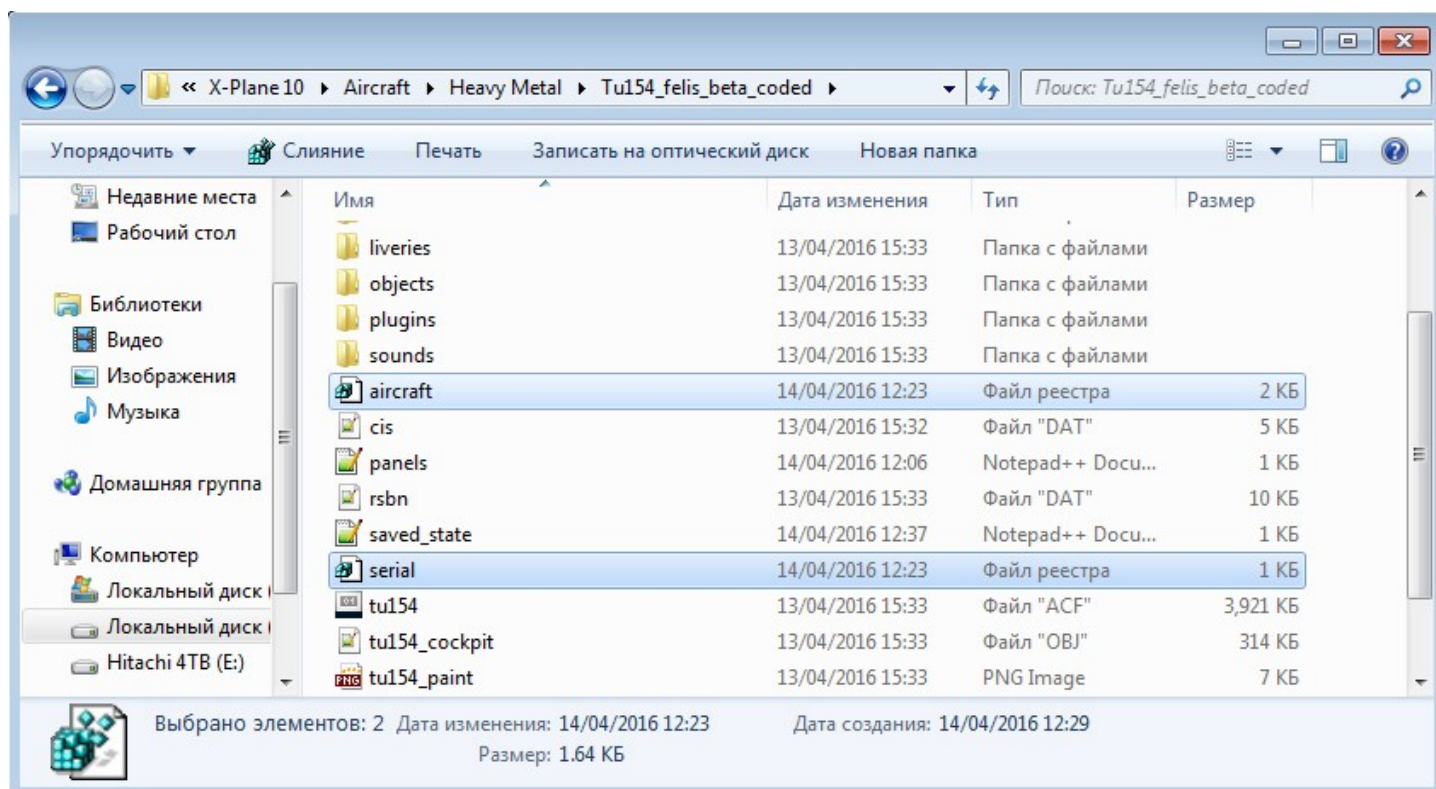 « X-Plane 10 ▸ Aircraft ▸ Heavy Metal ▸ Tu154_felis_beta_coded ▸
Поиск: Tu154_felis_beta_coded
Упорядочить ▼ Слияние Печать Записать на оптический диск Новая папка
Недавние места
Рабочий стол
Библиотеки
Видео
Изображения
Музыка
Домашняя группа
Компьютер
Локальный диск
Локальный диск
Hitachi 4TB (E:)
Имя Дата изменения Тип Размер
liveries 13/04/2016 15:33 Папка с файлами
objects 13/04/2016 15:33 Папка с файлами
plugins 13/04/2016 15:33 Папка с файлами
sounds 13/04/2016 15:33 Папка с файлами
aircraft 14/04/2016 12:23 Файл реестра 2 КБ
cis 13/04/2016 15:32 Файл "DAT" 5 КБ
panels 14/04/2016 12:06 Notepad++ Docu... 1 КБ
rsbn 13/04/2016 15:33 Файл "DAT" 10 КБ
saved_state 14/04/2016 12:37 Notepad++ Docu... 1 КБ
serial 14/04/2016 12:23 Файл реестра 1 КБ
tu154 13/04/2016 15:33 Файл "ACF" 3,921 КБ
tu154_cockpit 13/04/2016 15:33 Файл "OBJ" 314 КБ
tu154_paint 13/04/2016 15:33 PNG Image 7 КБ
Выбрано элементов: 2 Дата изменения: 14/04/2016 12:23 Дата создания: 14/04/2016 12:29
Размер: 1.64 КБ